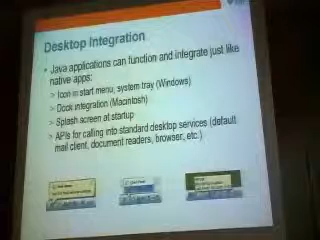 Desktop Integration
• Java applications can function and integrate just like
native apps:
> Icon in start menu, system tray (Windows)
> Dock integration (Macintosh)
> Splash screen at startup
> APIs for calling into standard desktop services (default
mail client, document readers, browser, etc.)